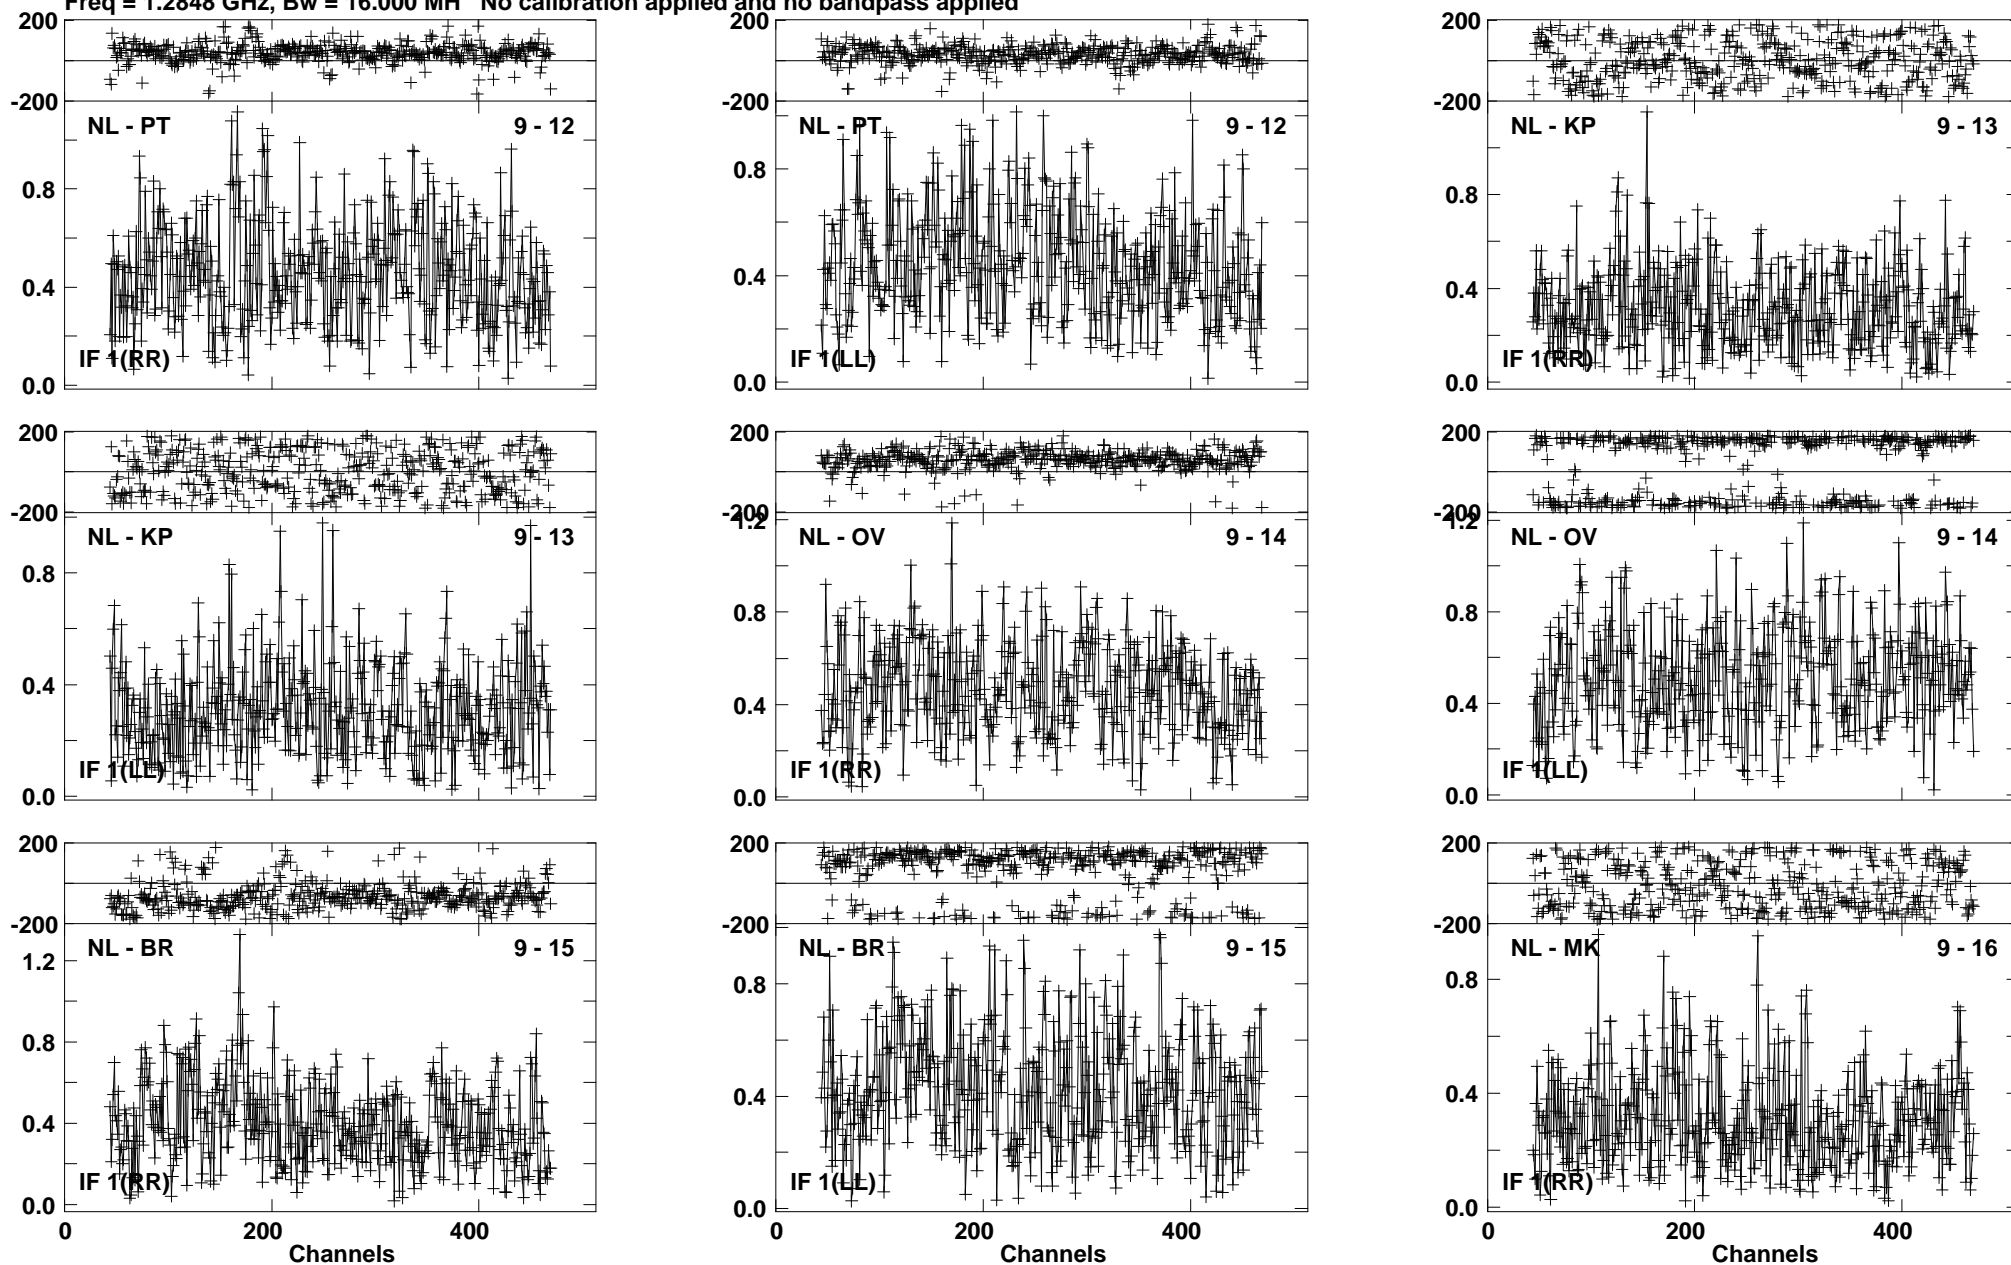 Freq = 1.2848 GHz, Bw = 16.000 MH No calibration applied and no bandpass applied
200
-200
NL - PT
9 - 12
0.8
0.4
0.0
IF 1(RR)
200
-200
NL - PT
9 - 12
0.8
0.4
0.0
IF 1(LL)
200
-200
NL - KP
9 - 13
0.8
0.4
0.0
IF 1(RR)
200
-200
NL - KP
9 - 13
0.8
0.4
0.0
IF 1(LL)
200
-200
1.2
NL - OV
9 - 14
0.8
0.4
0.0
IF 1(RR)
200
-200
1.2
NL - OV
9 - 14
0.8
0.4
0.0
IF 1(LL)
200
-200
NL - BR
9 - 15
1.2
0.8
0.4
0.0
IF 1(RR)
0 200 400
Channels
200
-200
NL - BR
9 - 15
0.8
0.4
0.0
IF 1(LL)
0 200 400
Channels
200
-200
NL - MK
9 - 16
0.8
0.4
0.0
IF 1(RR)
0 200 400
Channels